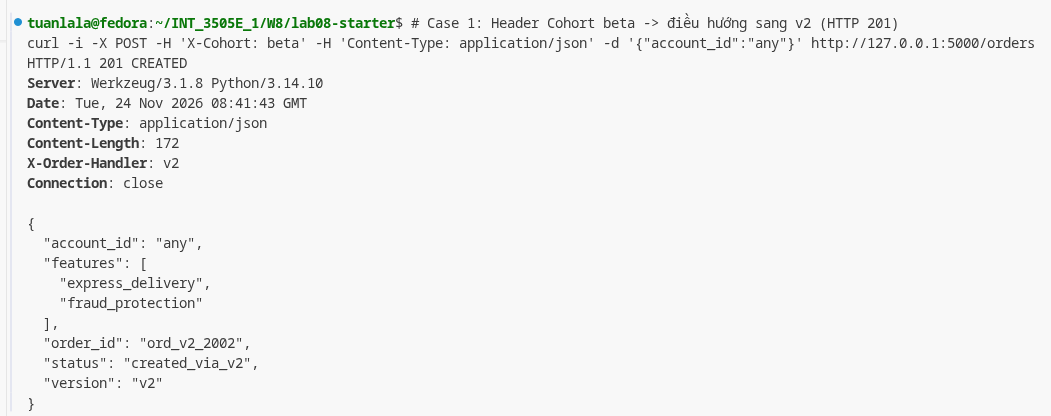 tuanlala@fedora:~/INT_3505E_1/W8/lab08-starter$ # Case 1: Header Cohort beta -> điều hướng sang v2 (HTTP 201)
curl -i -X POST -H 'X-Cohort: beta' -H 'Content-Type: application/json' -d '{"account_id":"any"}' http://127.0.0.1:5000/orders
HTTP/1.1 201 CREATED
Server: Werkzeug/3.1.8 Python/3.14.10
Date: Tue, 24 Nov 2026 08:41:43 GMT
Content-Type: application/json
Content-Length: 172
X-Order-Handler: v2
Connection: close

{
  "account_id": "any",
  "features": [
    "express_delivery",
    "fraud_protection"
  ],
  "order_id": "ord_v2_2002",
  "status": "created_via_v2",
  "version": "v2"
}